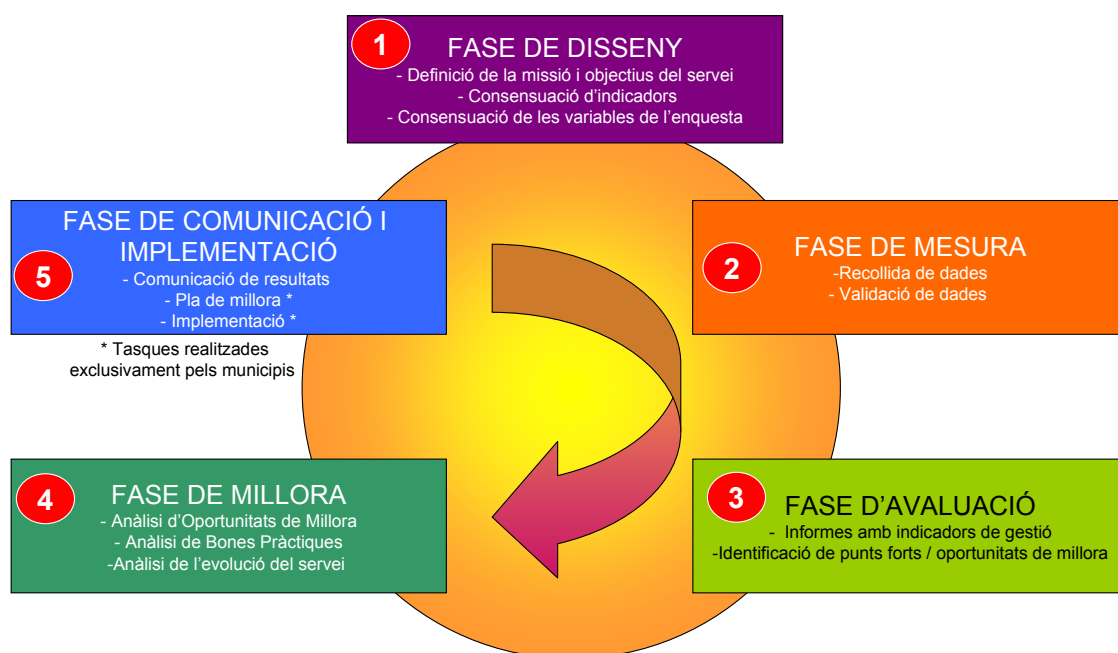 1
FASE DE DISSENY
- Definició de la missió i objectius del servei
- Consensuació d'indicadors
- Consensuació de les variables de l'enquesta
2
FASE DE MESURA
-Recollida de dades
- Validació de dades
3
FASE D'AVALUACIÓ
- Informes amb indicadors de gestió
-Identificació de punts forts / oportunitats de millora
4
FASE DE MILLORA
- Anàlisi d'Oportunitats de Millora
- Anàlisi de Bones Pràctiques
-Anàlisi de l'evolució del servei
5
FASE DE COMUNICACIÓ I
IMPLEMENTACIÓ
- Comunicació de resultats
- Pla de millora *
- Implementació *
* Tasques realitzades
exclusivament pels municipis